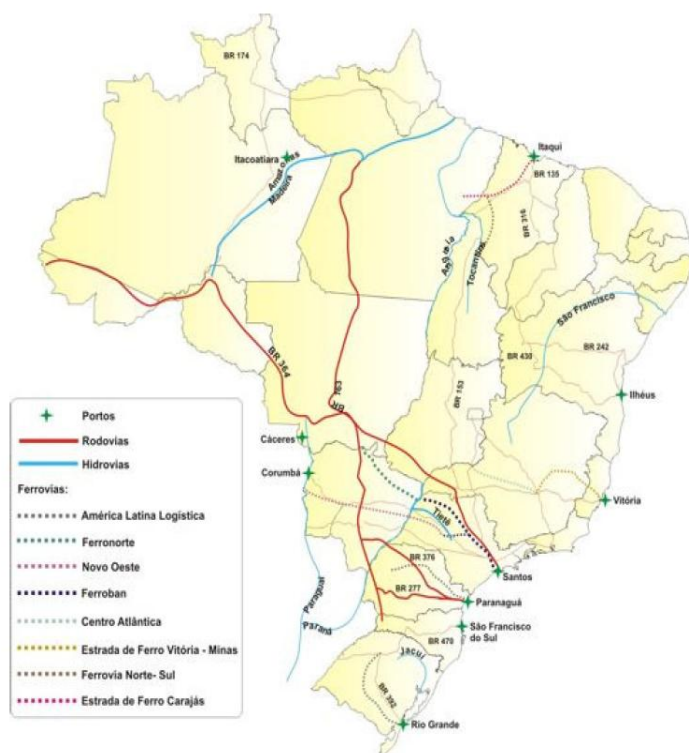 BR 174
Itacoatiara
Amazonas
Madeira
Itaqui
BR 135
BR 316
Araguaia
Tocantins
São Francisco
BR 364
163
BR
BR 153
BR 430
BR 242
Ilhéus
Portos
Rodovias
Hidrovias
Ferrovias:
América Latina Logística
Ferronorte
Novo Oeste
Ferroban
Centro Atlântica
Estrada de Ferro Vitória - Minas
Ferrovia Norte- Sul
Estrada de Ferro Carajás
Cáceres
Corumbá
Vitória
Tietê
Santos
BR 376
BR 277
Paranaguá
Paraguai
Paraná
São Francisco
do Sul
BR 470
Jacuí
BR 392
Rio Grande